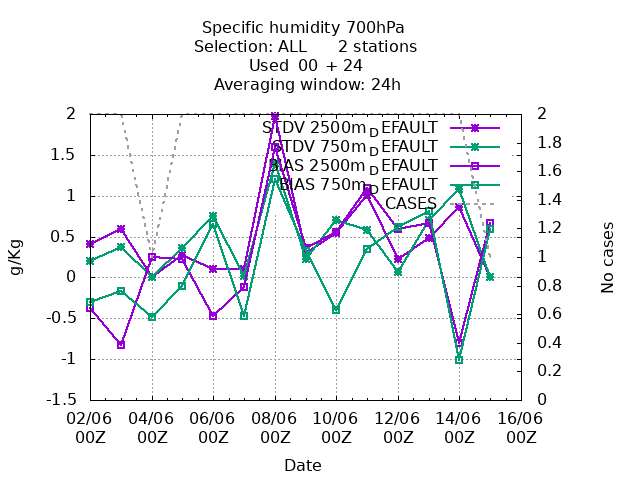 Specific humidity 700hPa
Selection: ALL 2 stations
Used 00 + 24
Averaging window: 24h
STDV 2500m_DEFAULT
STDV 750m_DEFAULT
BIAS 2500m_DEFAULT
BIAS 750m_DEFAULT
CASES
2
1.5
1
0.5
0
-0.5
-1
-1.5
g/Kg
2
1.8
1.6
1.4
1.2
1
0.8
0.6
0.4
0.2
0
No cases
02/06 04/06 06/06 08/06 10/06 12/06 14/06 16/06
00Z 00Z 00Z 00Z 00Z 00Z 00Z 00Z
Date